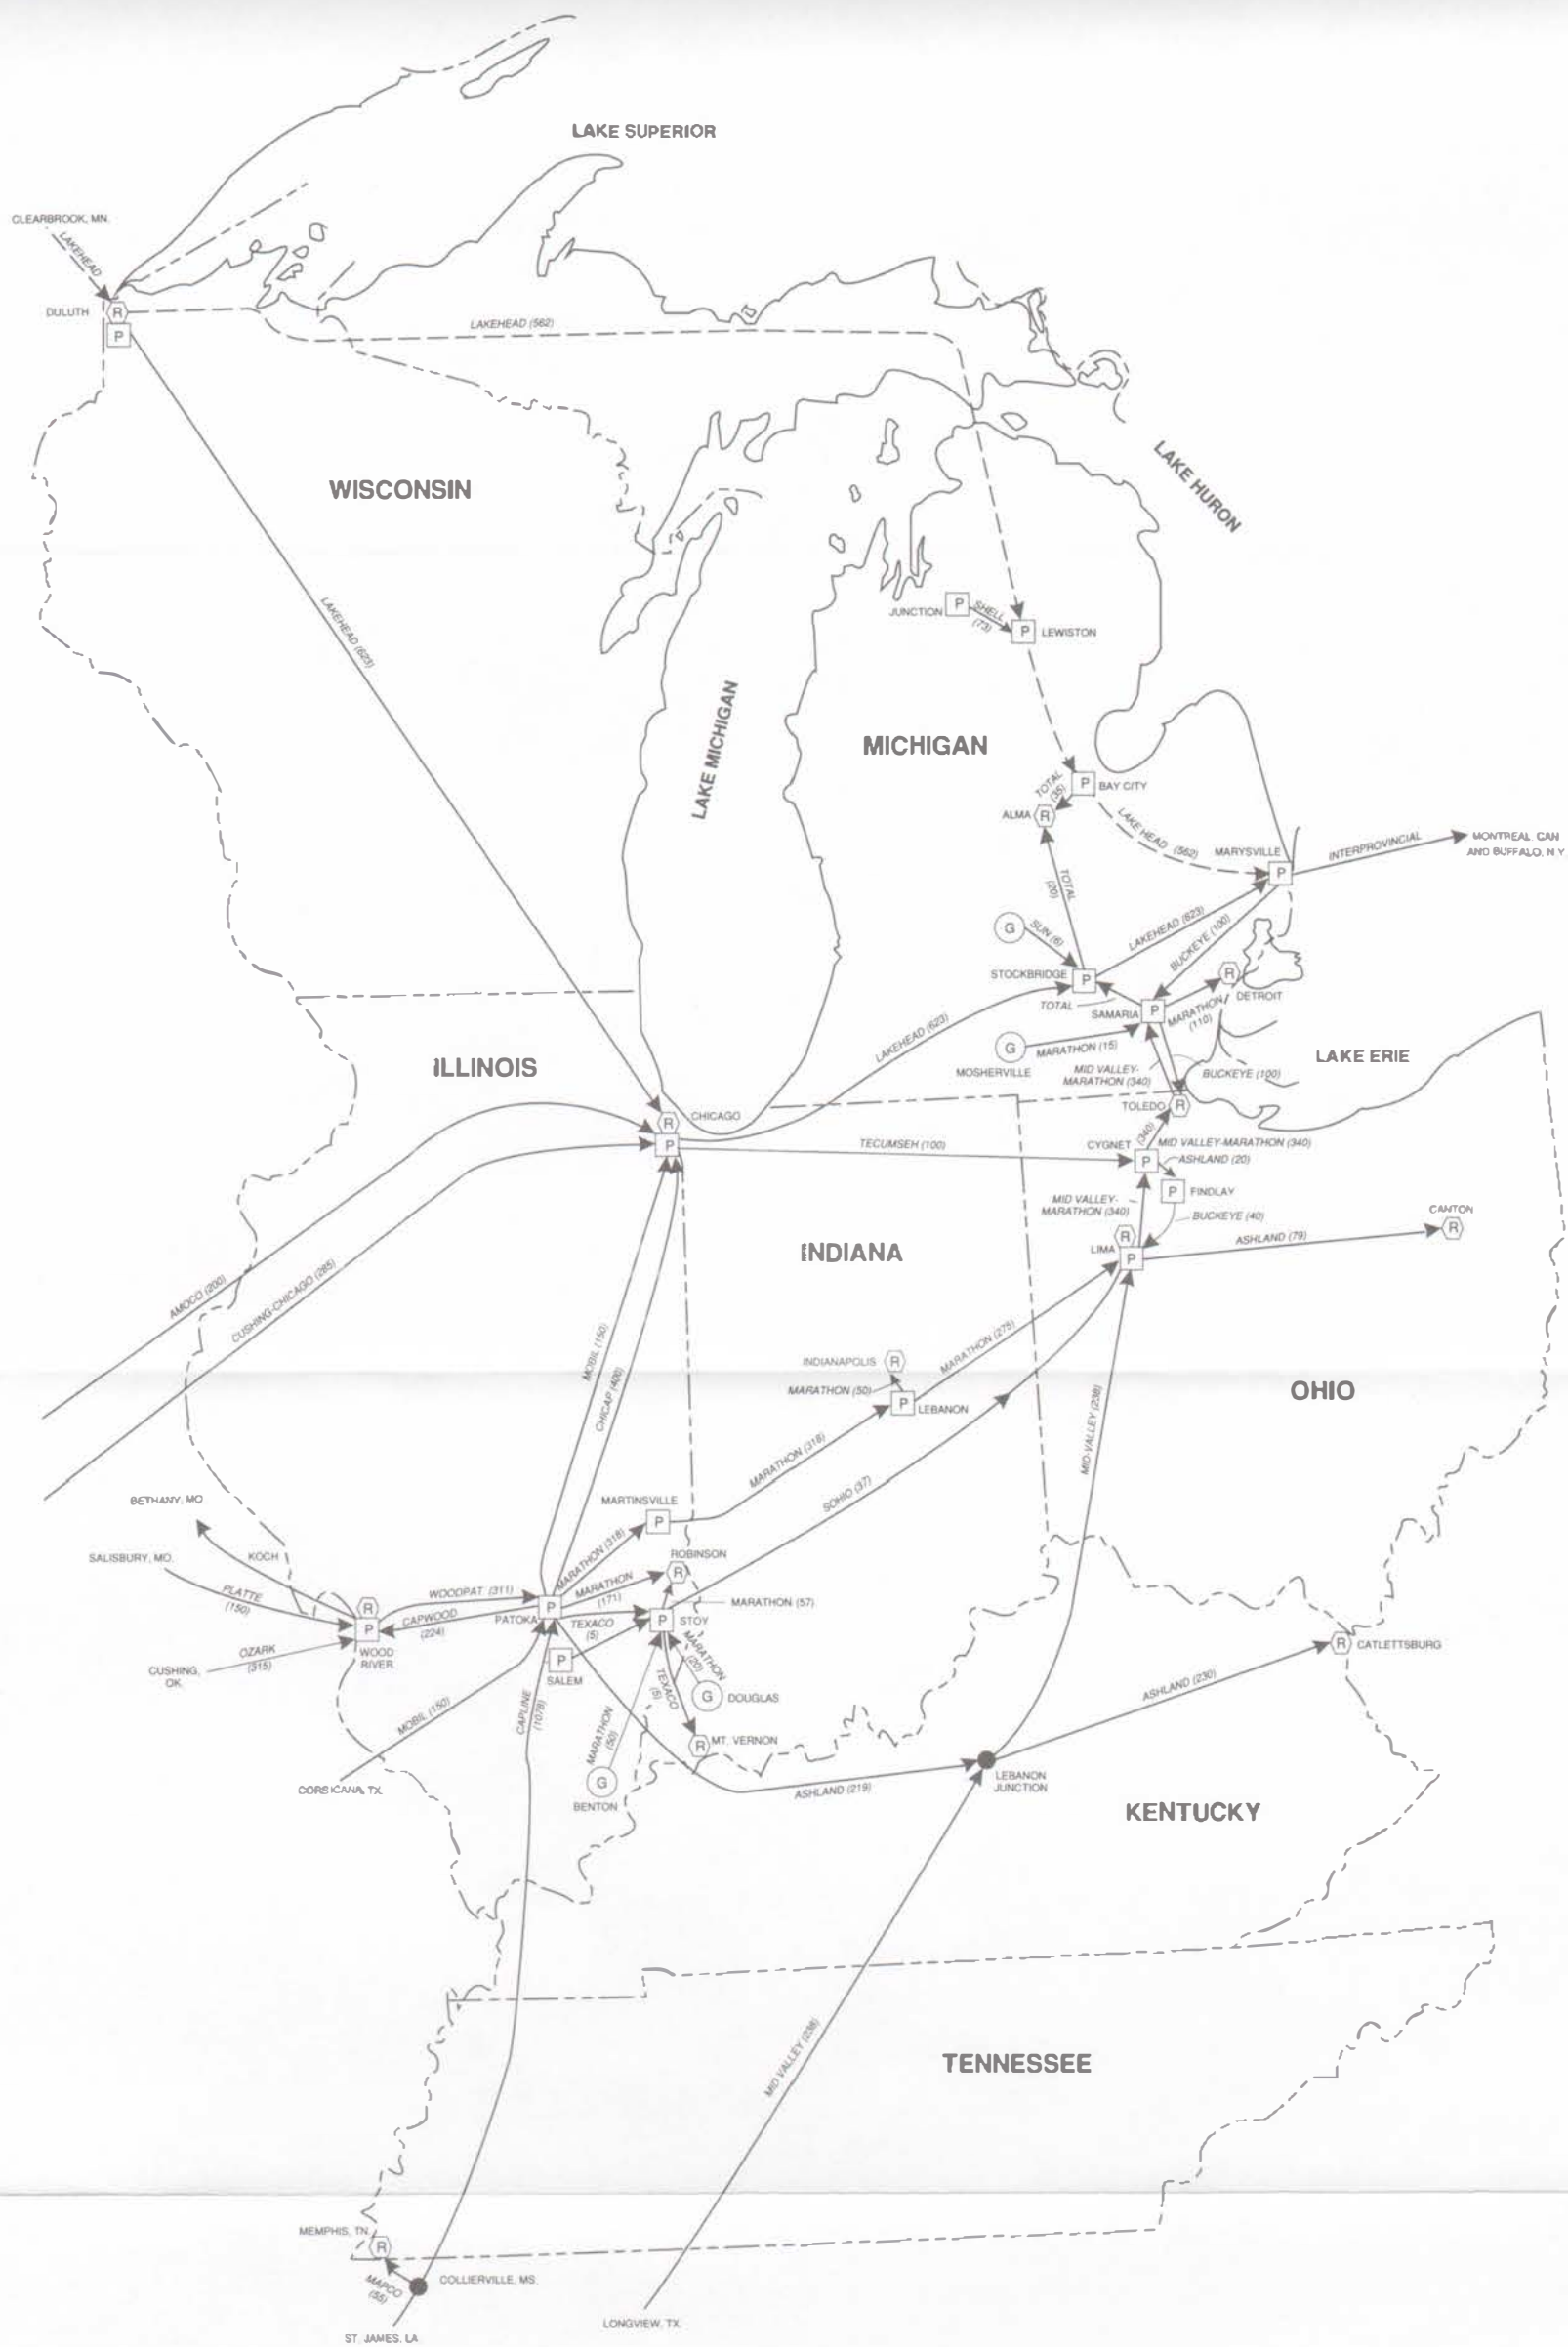 LAKE SUPERIOR
CLEARBROOK, MN.
LAKEHEAD
DULUTH
R
P
LAKEHEAD (562)
WISCONSIN
LAKE HURON
LAKEHEAD (623)
JUNCTION
P
SHELL
(73)
P
LEWISTON
LAKE MICHIGAN
MICHIGAN
TOTAL
(35)
P
BAY CITY
ALMA
R
LAKE HEAD (562)
MARYSVILLE
P
INTERPROVINCIAL
MONTREAL, CAN
AND BUFFALO, N.Y.
TOTAL
(20)
G
SUN (6)
LAKEHEAD (623)
BUCKEYE (100)
STOCKBRIDGE
P
R
DETROIT
TOTAL
SAMARIA
P
MARATHON
(110)
LAKEHEAD (623)
G
MARATHON (15)
MOSHERVILLE
MID VALLEY-
MARATHON (340)
BUCKEYE (100)
LAKE ERIE
ILLINOIS
TOLEDO
R
R
CHICAGO
P
TECUMSEH (100)
CYGNET
(340)
MID VALLEY-MARATHON (340)
P
ASHLAND (20)
P
FINDLAY
MID VALLEY-
MARATHON (340)
BUCKEYE (40)
CANTON
R
R
LIMA
P
ASHLAND (79)
INDIANA
AMOCO (200)
CUSHING-CHICAGO (285)
MOBIL (150)
CHICAP (400)
INDIANAPOLIS
R
MARATHON (275)
MARATHON (50)
P
LEBANON
OHIO
MID-VALLEY (238)
MARATHON (318)
SOHIO (37)
BETHANY, MO
MARTINSVILLE
P
SALISBURY, MO.
KOCH
MARATHON (318)
ROBINSON
R
PLATTE
(150)
WOODPAT (311)
MARATHON
(171)
MARATHON (57)
R
P
CAPWOOD
(224)
PATOKA
P
TEXACO
(5)
P
STOY
WOOD
RIVER
OZARK
(315)
CUSHING,
OK.
P
SALEM
MARATHON
(20)
TEXACO
(5)
G
DOUGLAS
R
CATLETTSBURG
ASHLAND (230)
MOBIL (150)
CAPLINE
(1078)
MARATHON
(50)
R
MT. VERNON
CORSICANA, TX.
G
BENTON
ASHLAND (219)
LEBANON
JUNCTION
KENTUCKY
MID VALLEY (238)
TENNESSEE
MEMPHIS, TN.
R
MAPCO
(55)
COLLIERVILLE, MS.
LONGVIEW, TX.
ST. JAMES, LA